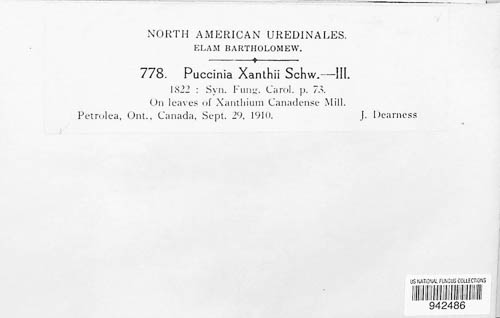 NORTH AMERICAN UREDINALES.
ELAM BARTHOLOMEW.
778. Puccinia Xanthii Schw.—III.
1822 : Syn. Fung. Carol. p. 73.
On leaves of Xanthium Canadense Mill.
Petrolea, Ont., Canada, Sept. 29, 1910. J. Dearness
US NATIONAL FUNGUS COLLECTIONS
942486